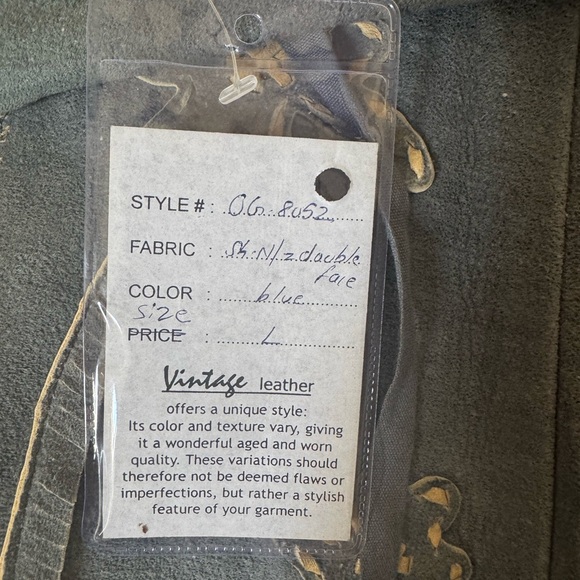 STYLE # : O.G. 8052
FABRIC : Sh. N/z double
face
COLOR : blue
size
PRICE : L
Vintage leather
offers a unique style:
Its color and texture vary, giving
it a wonderful aged and worn
quality. These variations should
therefore not be deemed flaws or
imperfections, but rather a stylish
feature of your garment.